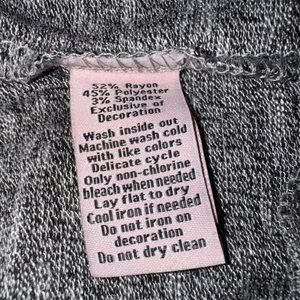 52% Rayon
45% Polyester
3% Spandex
Exclusive of
Decoration
Wash inside out
Machine wash cold
with like colors
Delicate cycle
Only non-chlorine
bleach when needed
Lay flat to dry
Cool iron if needed
Do not iron on
decoration
Do not dry clean